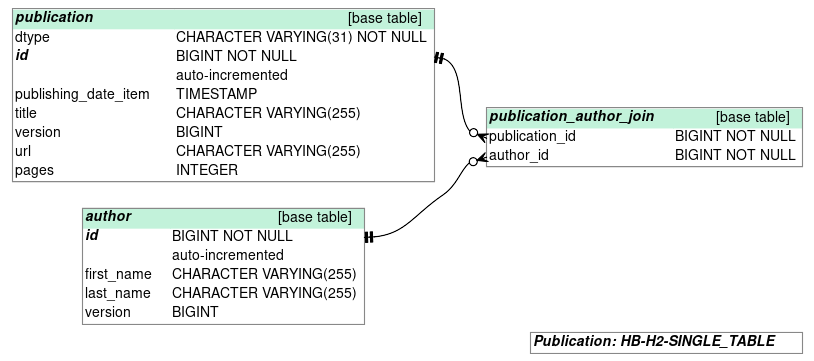 publication [base table]
dtype CHARACTER VARYING(31) NOT NULL
id BIGINT NOT NULL
auto-incremented
publishing_date_item TIMESTAMP
title CHARACTER VARYING(255)
version BIGINT
url CHARACTER VARYING(255)
pages INTEGER
publication_author_join [base table]
publication_id BIGINT NOT NULL
author_id BIGINT NOT NULL
author [base table]
id BIGINT NOT NULL
auto-incremented
first_name CHARACTER VARYING(255)
last_name CHARACTER VARYING(255)
version BIGINT
Publication: HB-H2-SINGLE_TABLE